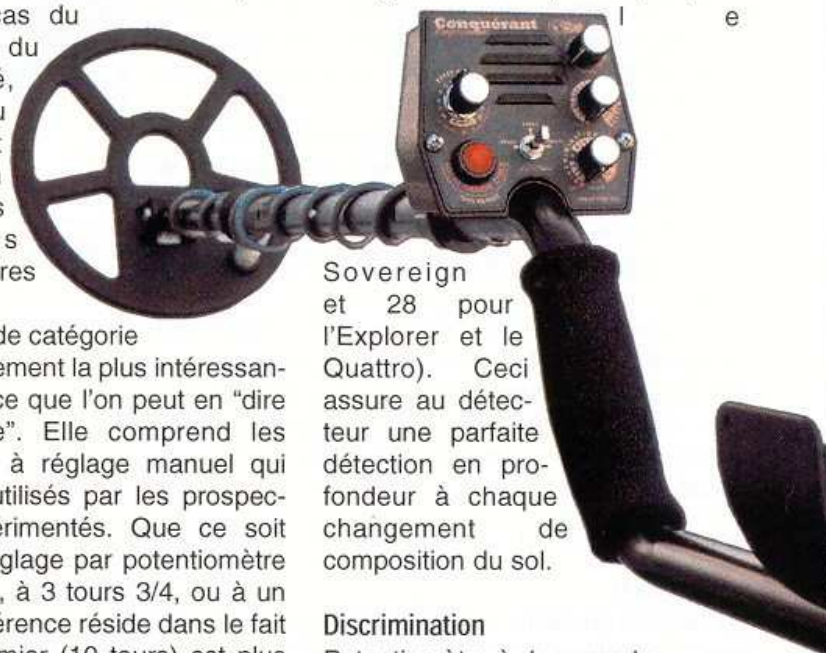 as du
du
é,
u
s
s
res
de catégorie
ement la plus intéressan-
ce que l'on peut en "dire
e". Elle comprend les
à réglage manuel qui
utilisés par les prospec-
érimentés. Que ce soit
glage par potentiomètre
, à 3 tours 3/4, ou à un
érence réside dans le fait
mier (10 tours) est plus
Conquérant
l e
Sovereign
et 28 pour
l'Explorer et le
Quattro). Ceci
assure au détec-
teur une parfaite
détection en pro-
fondeur à chaque
changement de
composition du sol.
Discrimination